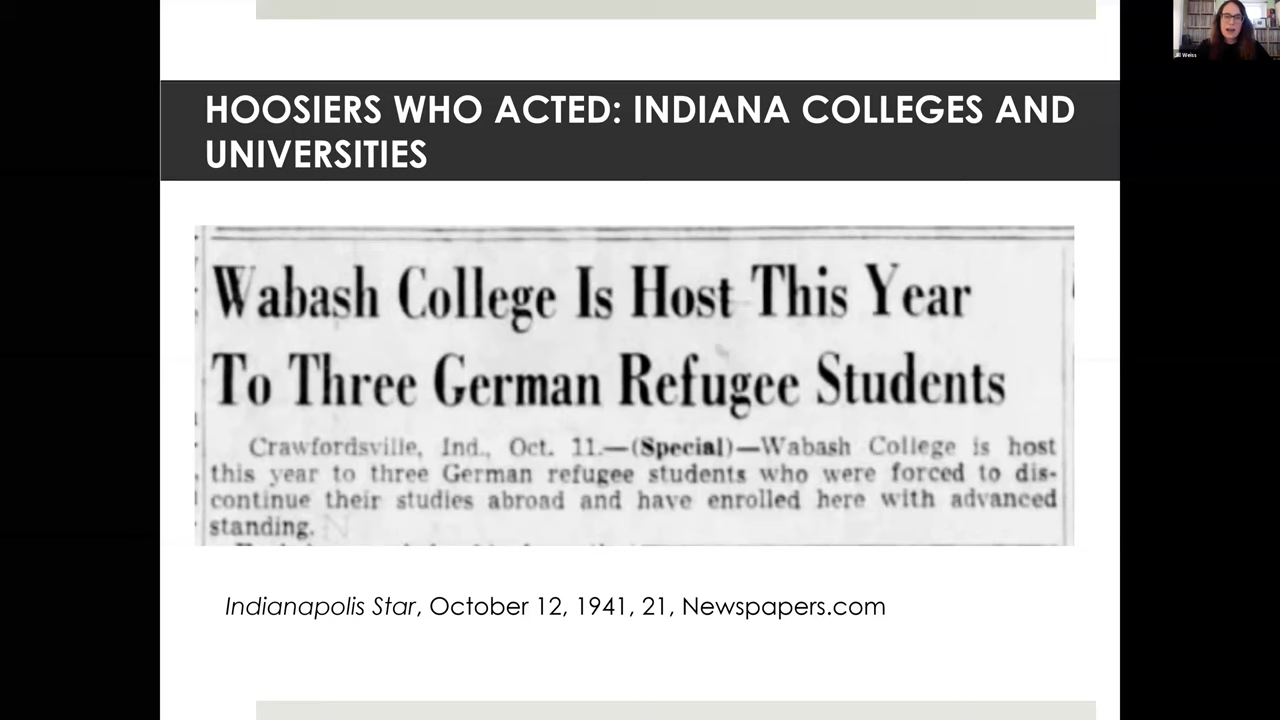 HOOSIERS WHO ACTED: INDIANA COLLEGES AND
UNIVERSITIES
Wabash College Is Host This Year
To Three German Refugee Students
Crawfordsville, Ind., Oct. 11.—(Special)—Wabash College is host
this year to three German refugee students who were forced to dis-
continue their studies abroad and have enrolled here with advanced
standing.
Indianapolis Star, October 12, 1941, 21, Newspapers.com
Jill Weiss